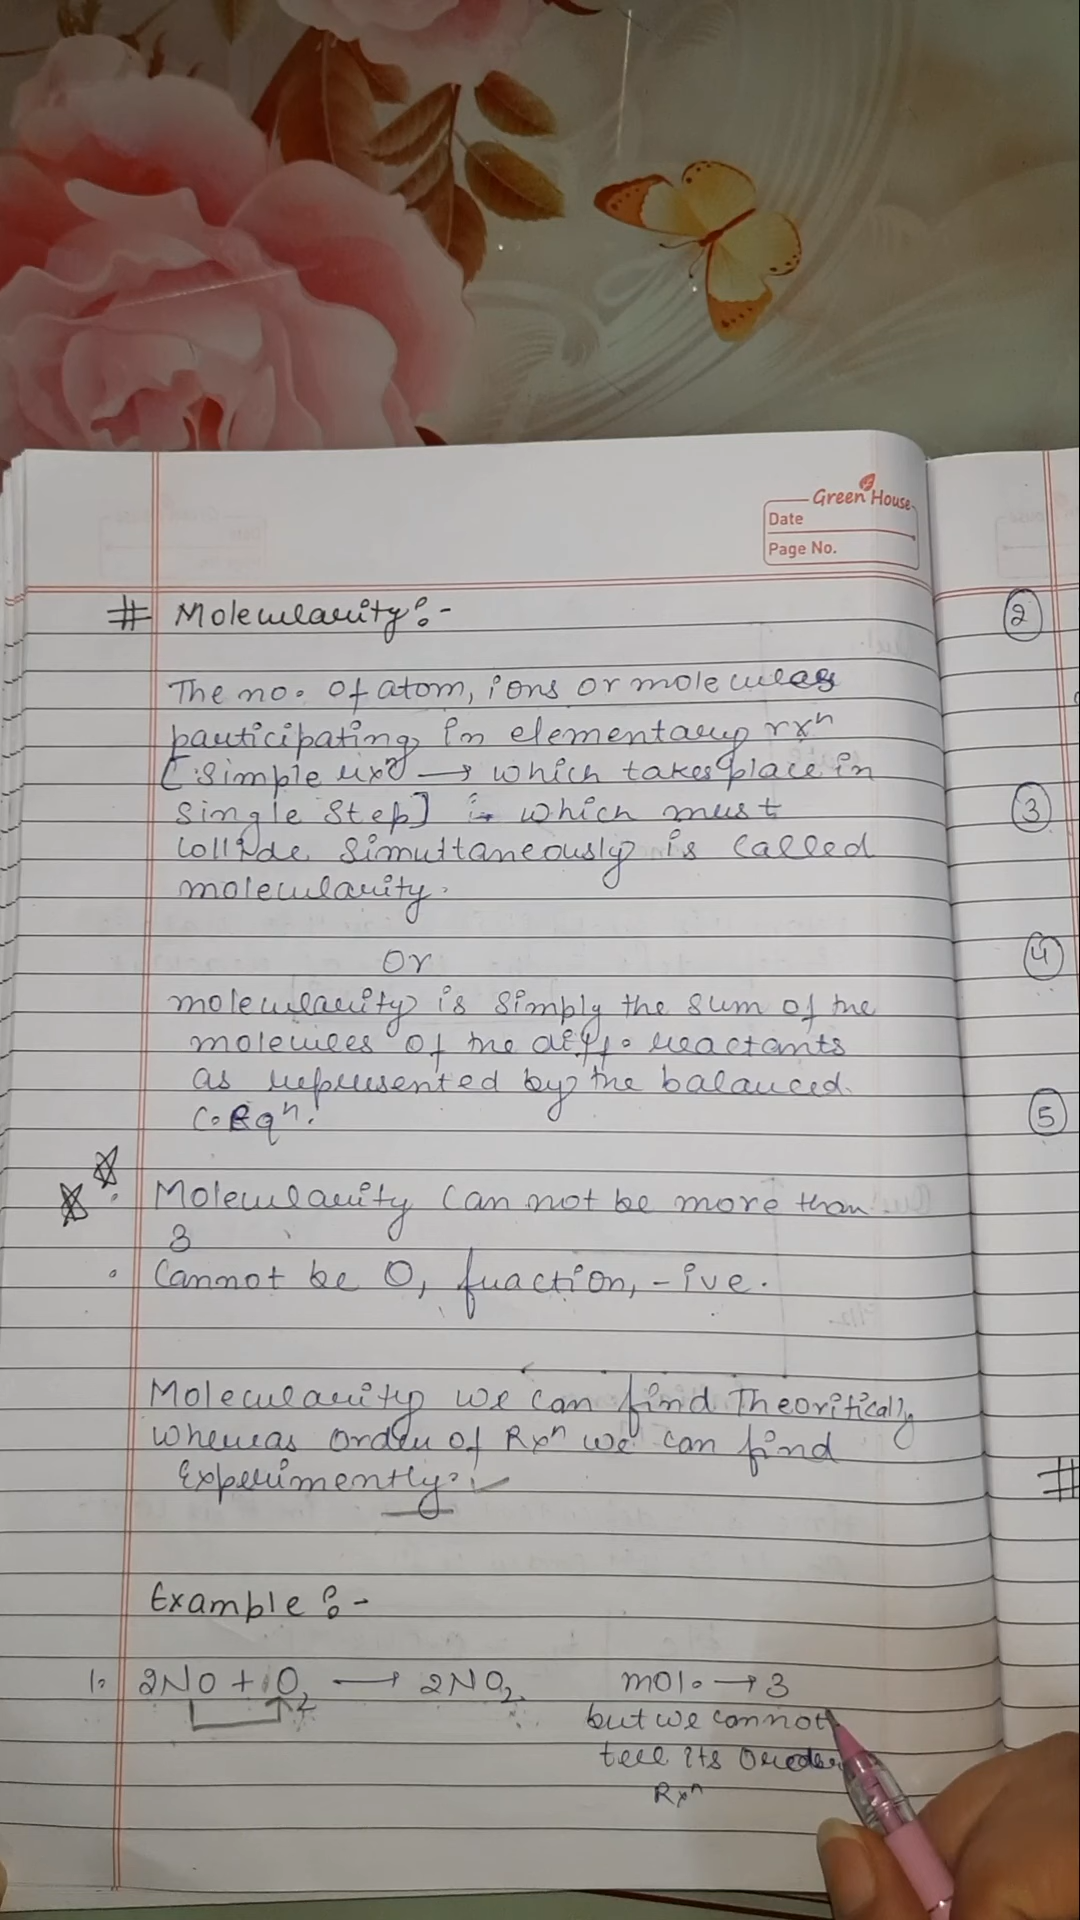 Green House
Date
Page No.
# Molecularity :-
The no. of atom, ions or molecules
participating in elementary rxⁿ
[Simple rxⁿ → which takes place in
single step] which must
collide simultaneously is called
molecularity.
Or
molecularity is simply the sum of the
molecules of the diff. reactants
as represented by the balanced
C. Eqⁿ.
Molecularity can not be more than
3
Cannot be 0, fraction, -ive.
Molecularity we can find Theoritically
whereas Order of Rxⁿ we can find
Experimently.
Example :-
1. 2NO + 1O₂ → 2NO₂ mol. → 3
but we cannot
tell its Order
Rxⁿ
2
3
4
5
#